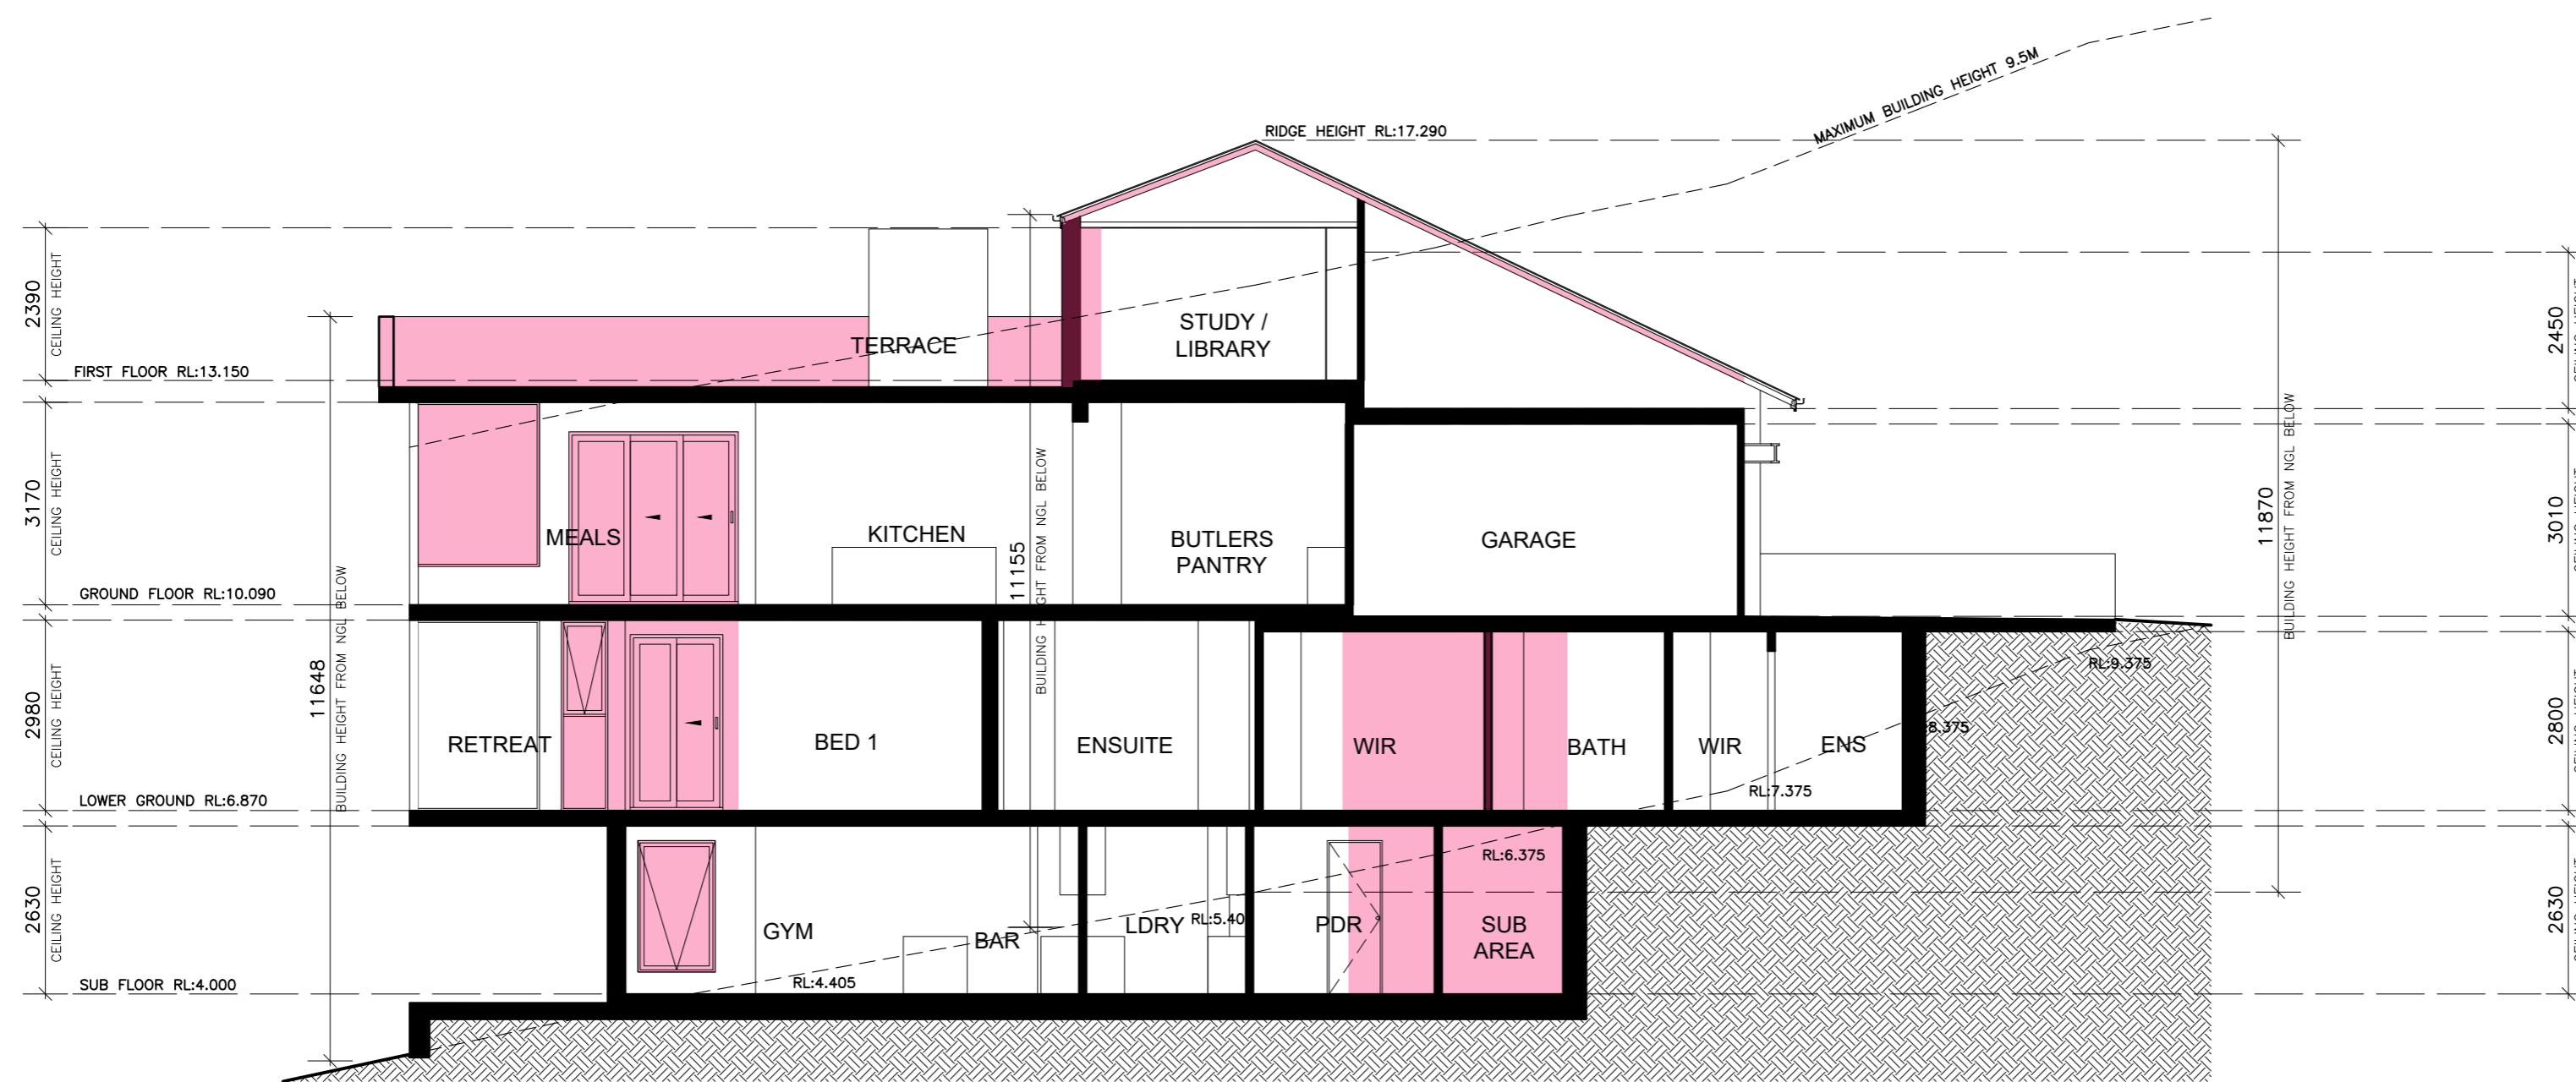 MAXIMUM BUILDING HEIGHT 9.5M
RIDGE HEIGHT RL:17.290
2390
CEILING HEIGHT
FIRST FLOOR RL:13.150
TERRACE
STUDY /
LIBRARY
2450
3170
CEILING HEIGHT
MEALS
KITCHEN
BUTLERS
PANTRY
GARAGE
3010
11155
BUILDING HEIGHT FROM NGL BELOW
11870
BUILDING HEIGHT FROM NGL BELOW
GROUND FLOOR RL:10.090
11648
BUILDING HEIGHT FROM NGL BELOW
2980
CEILING HEIGHT
RETREAT
BED 1
ENSUITE
WIR
BATH
WIR
ENS
RL:9.375
8.375
RL:7.375
2800
LOWER GROUND RL:6.870
2630
CEILING HEIGHT
GYM
BAR
LDRY
RL:5.40
PDR
SUB
AREA
RL:6.375
RL:4.405
2630
SUB FLOOR RL:4.000